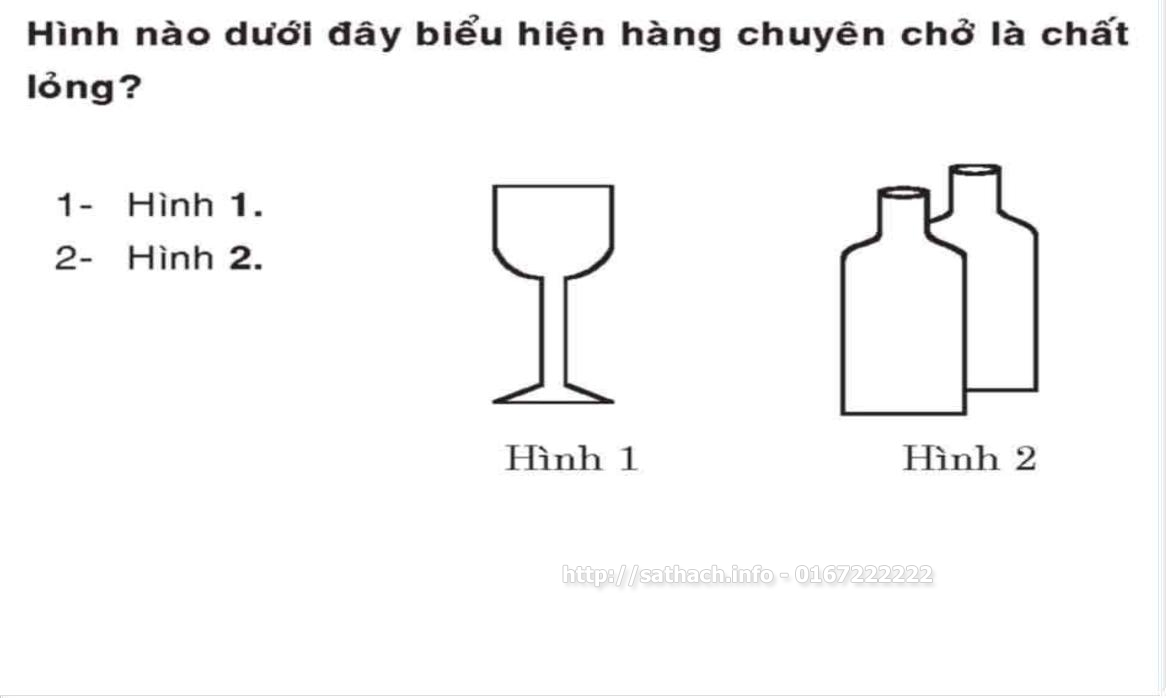 Hình nào dưới đây biểu hiện hàng chuyên chở là chất
lỏng?
1- Hình 1.
2- Hình 2.
Hình 1
Hình 2
http://sathach.info - 0167222222